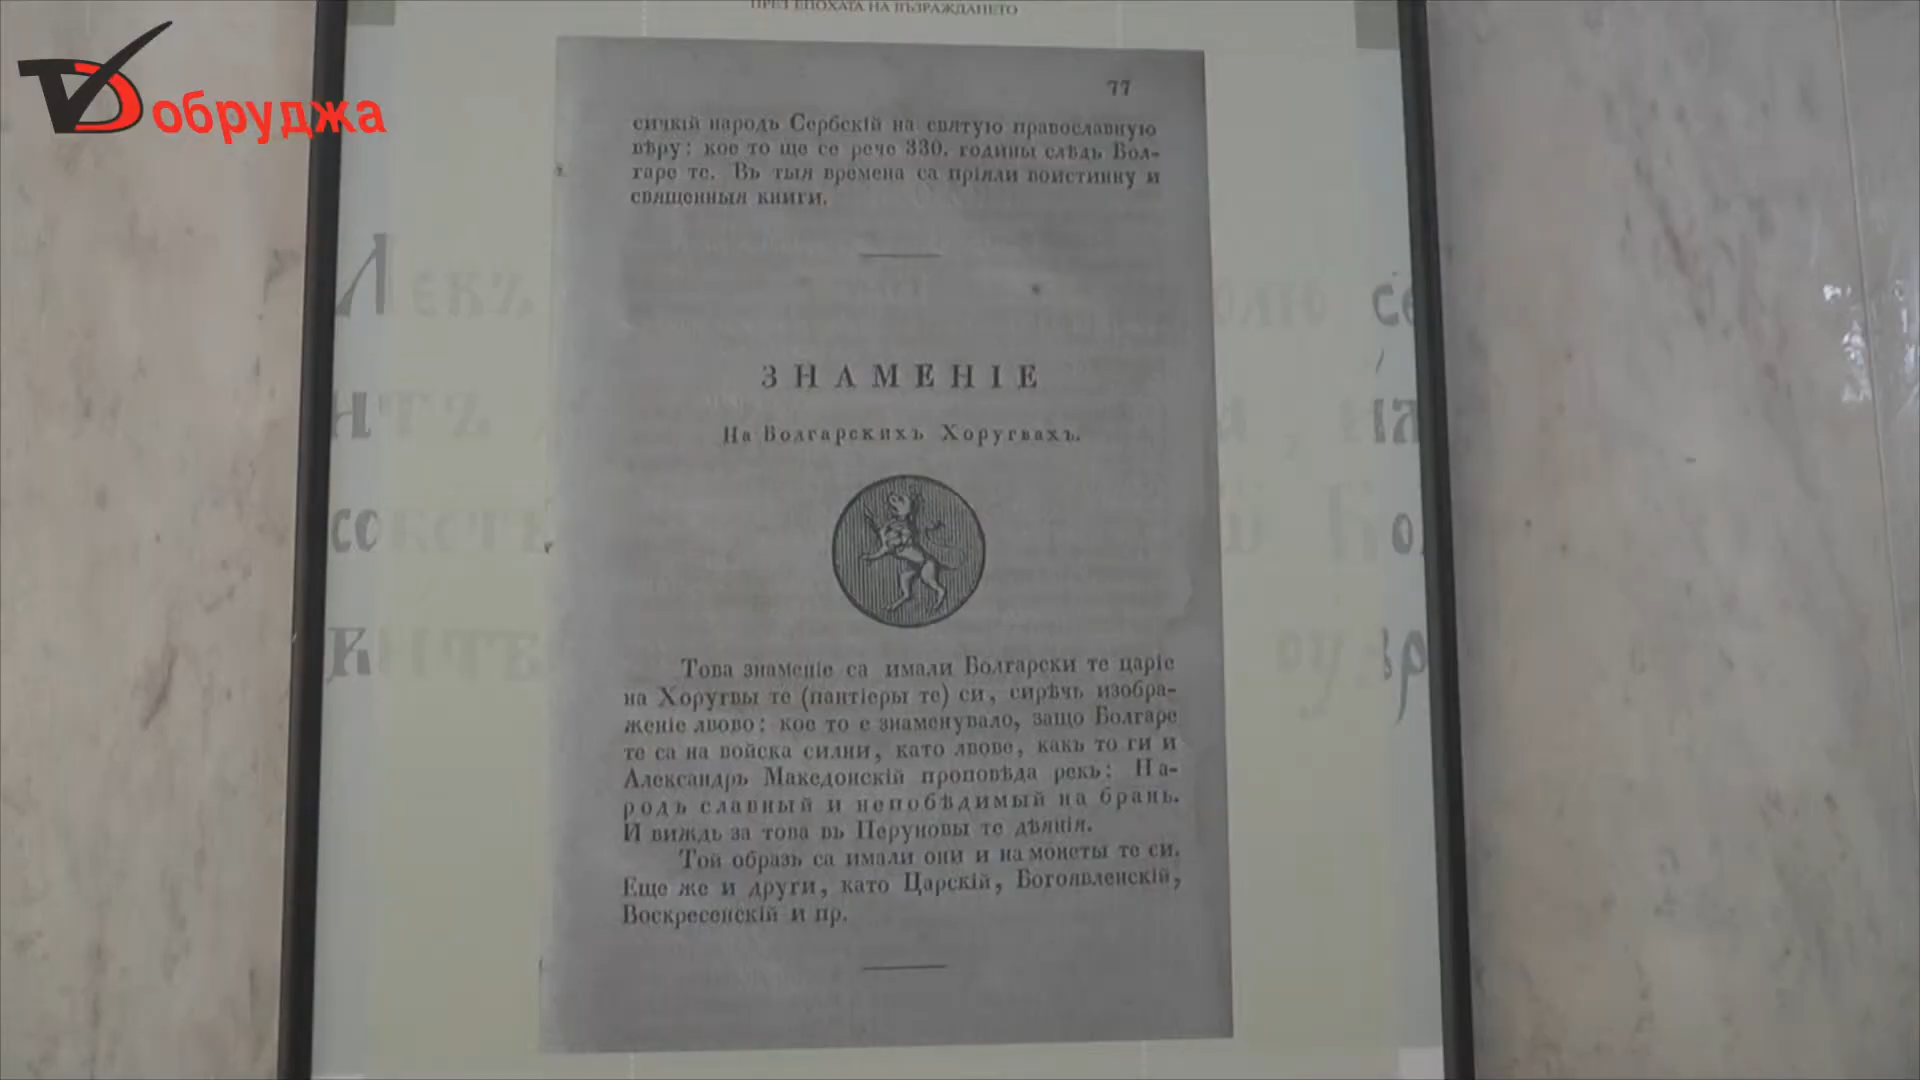 ПРЕЗ ЕПОХАТА НА ВЪЗРАЖДАНЕТО
Добруджа
77
сичкій народъ Сербскій на святую православную
вѣру: кое то ще се рече 330. годины слѣдъ Бол-
гаре те. Въ тыя времена са пріяли воистинну и
священныя книги.
ЗНАМЕНІЕ
На Болгарскихъ Хоругвахъ.
Това знаменіе са имали Болгарски те царіе
на Хоругвы те (пантіеры те) си, сирѣчь изобра-
женіе львово: кое то е знаменувало, защо Болгаре
те са на войска силни, като львове, какъ то ги и
Александръ Македонскій проповѣда рекъ: На-
родъ славный и непобѣдимый на брань.
И виждь за това въ Перуновы те дѣянія.
Той образъ са имали они и на монеты те си.
Еще же и други, като Царскій, Богоявленскій,
Воскресенскій и пр.